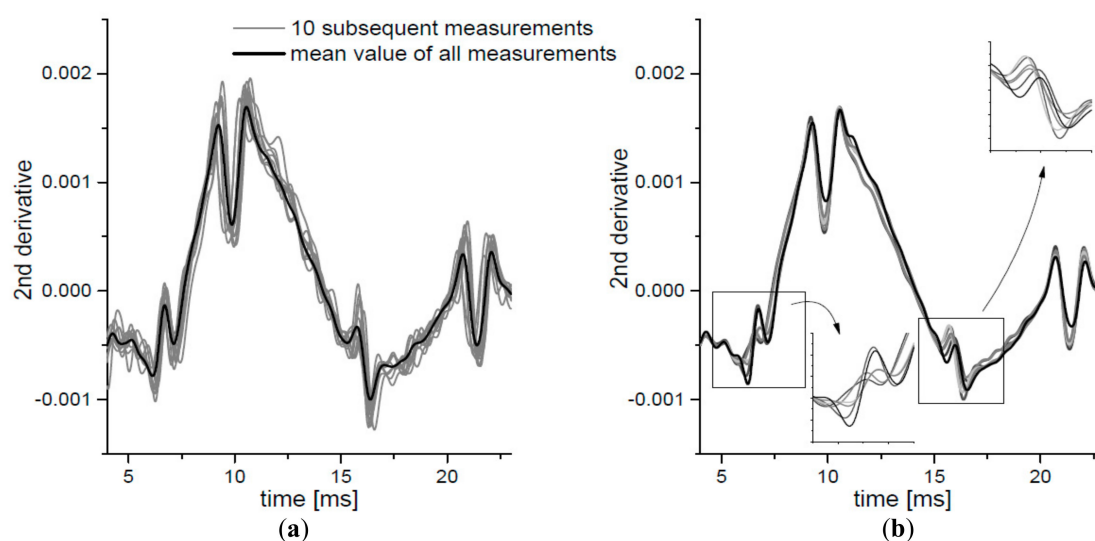 10 subsequent measurements
mean value of all measurements
2nd derivative
0.002
0.001
0.000
-0.001
5
10
15
20
time [ms]
(a)
2nd derivative
0.002
0.001
0.000
-0.001
5
10
15
20
time [ms]
(b)